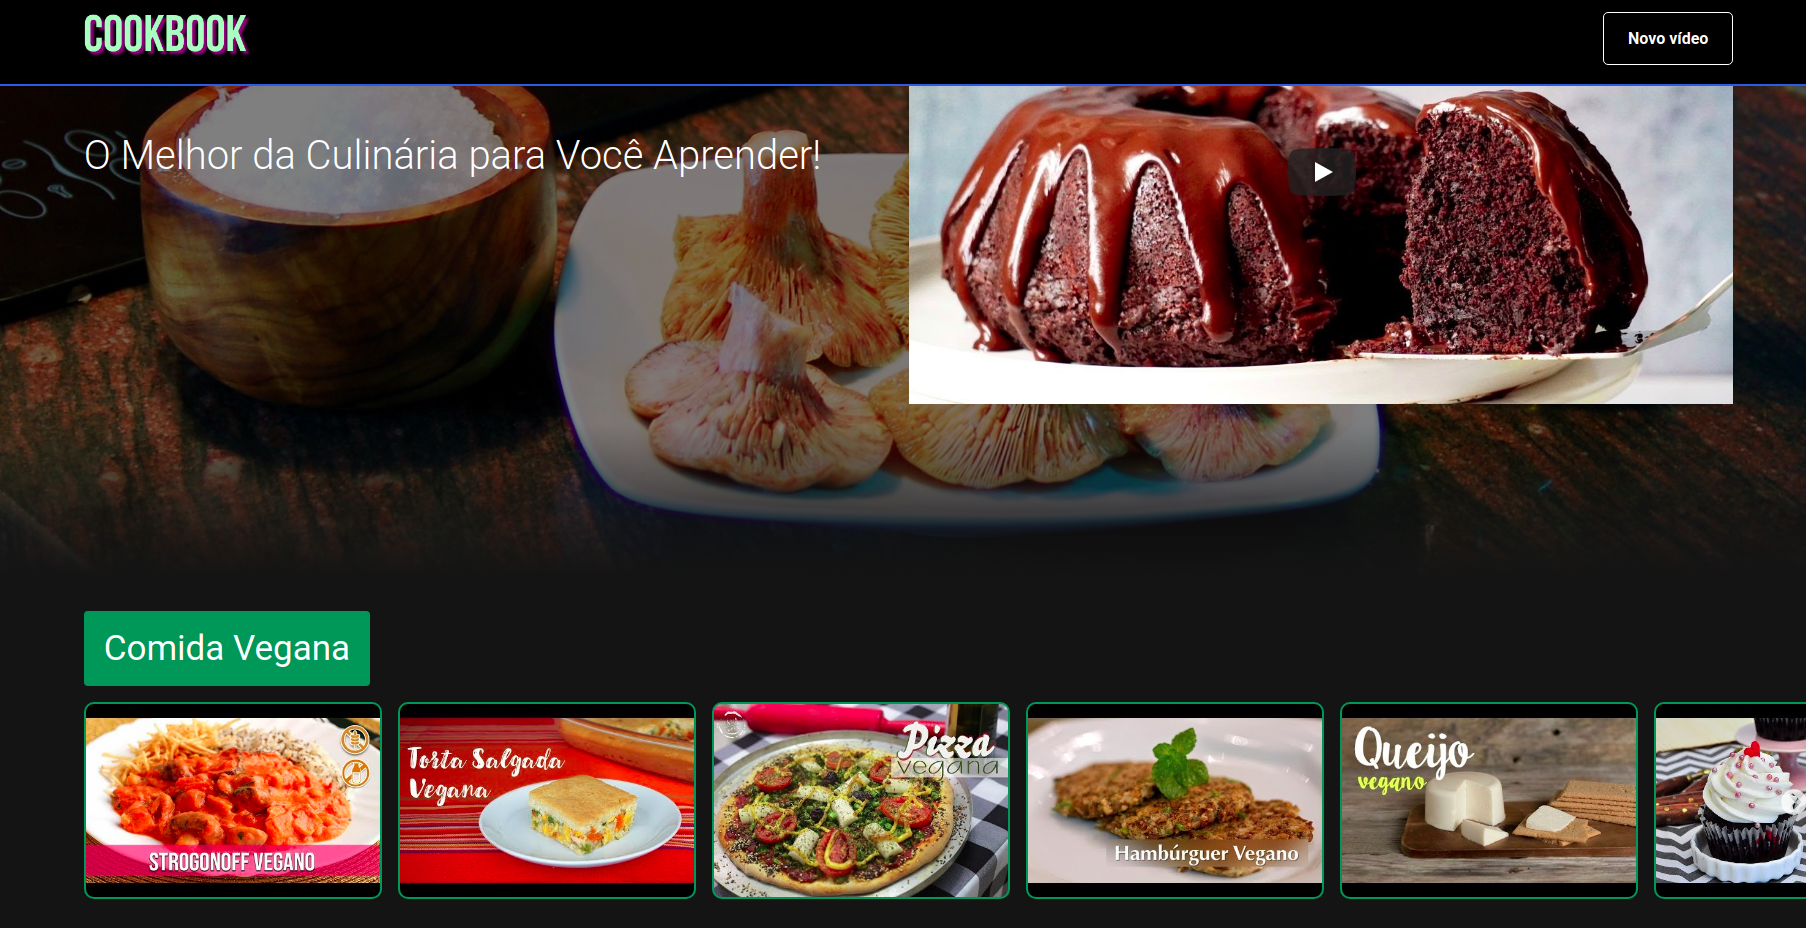 COOKBOOK
Novo vídeo
O Melhor da Culinária para Você Aprender!
Comida Vegana
STROGONOFF VEGANO
Torta Salgada
Vegana
Pizza
vegana
Hambúrguer Vegano
Queijo
vegano